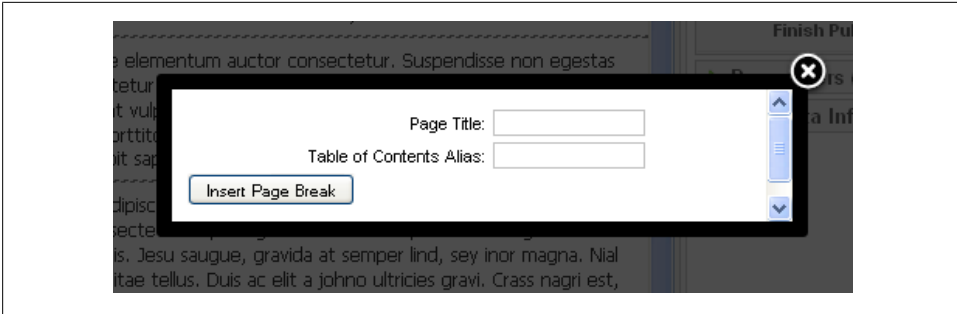 Finish Pu
elementum auctor consectetur. Suspendisse non egestas
tetur
Page Title:
Table of Contents Alias:
Insert Page Break
is. Jesu saugue, gravida at semper lind, sey inor magna. Nial
itae tellus. Duis ac elit a johno ultricies gravi. Crass nagri est,